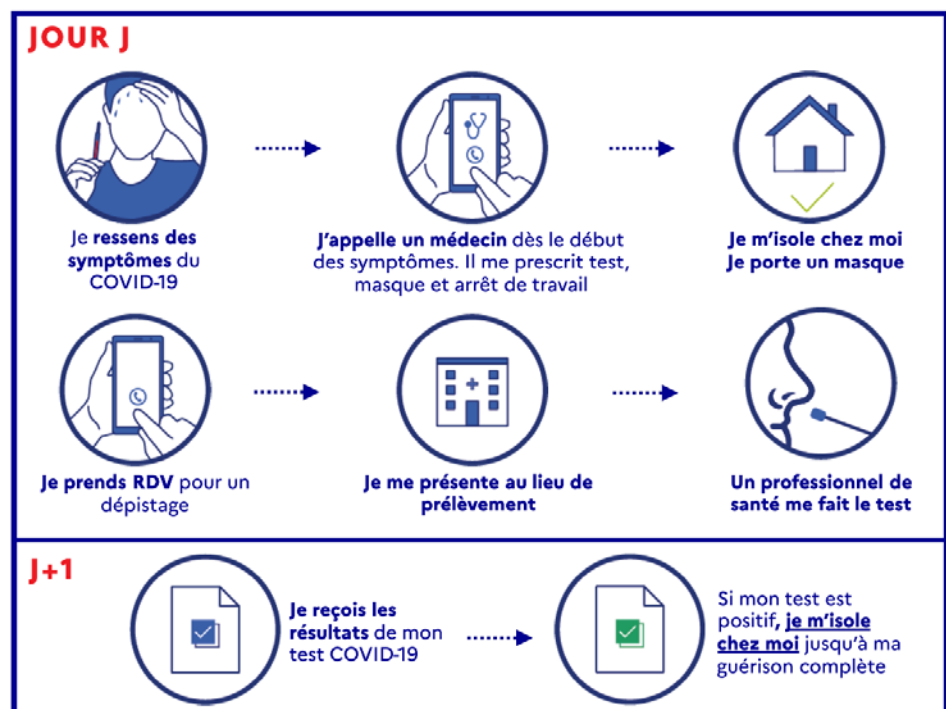 JOUR J
Je ressens des
symptômes du
COVID-19
J'appelle un médecin dès le début
des symptômes. Il me prescrit test,
masque et arrêt de travail
Je m'isole chez moi
Je porte un masque
Je prends RDV pour un
dépistage
Je me présente au lieu de
prélèvement
Un professionnel de
santé me fait le test
J+1
Je reçois les
résultats de mon
test COVID-19
Si mon test est
positif, je m'isole
chez moi jusqu'à ma
guérison complète